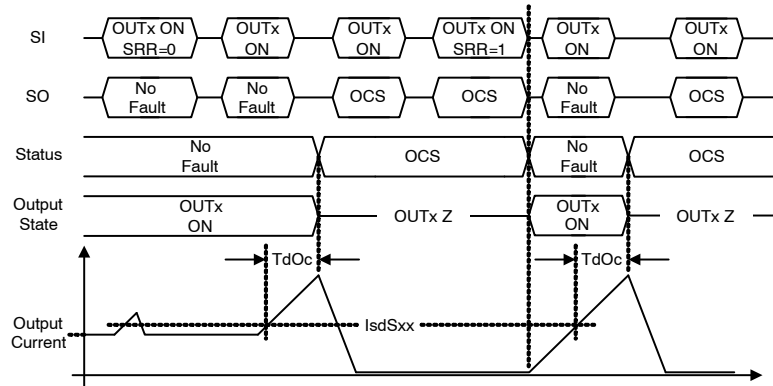 SI
OUTx ON
SRR=0
OUTx
ON
OUTx
ON
OUTx ON
SRR=1
OUTx
ON
OUTx
ON
SO
No
Fault
No
Fault
OCS
OCS
No
Fault
OCS
Status
No
Fault
OCS
No
Fault
OCS
Output
State
OUTx
ON
OUTx Z
OUTx
ON
OUTx Z
TdOc
TdOc
Output
Current
IsdSxx